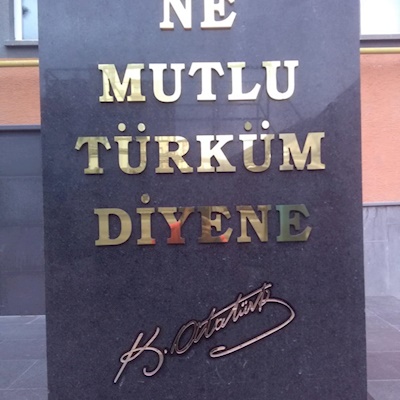 NE
MUTLU
TÜRKÜM
DİYENE
K. Atatürk